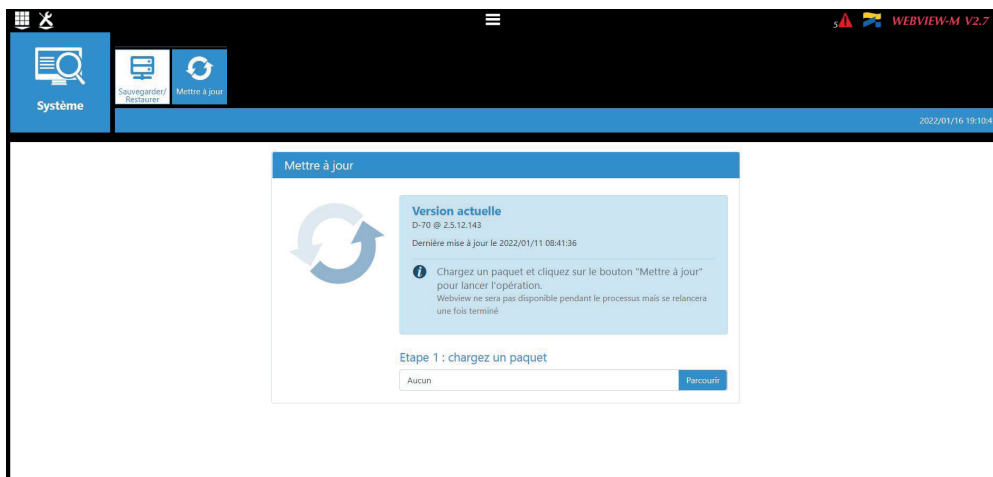 5
WEBVIEW-M V2.7
Système
Sauvegarder/
Restaurer
Mettre à jour
2022/01/16 19:10:4
Mettre à jour
Version actuelle
D-70 @ 2.5.12.143
Dernière mise à jour le 2022/01/11 08:41:36
Chargez un paquet et cliquez sur le bouton "Mettre à jour"
pour lancer l'opération.
Webview ne sera pas disponible pendant le processus mais se relancera
une fois terminé
Etape 1 : chargez un paquet
Aucun
Parcourir